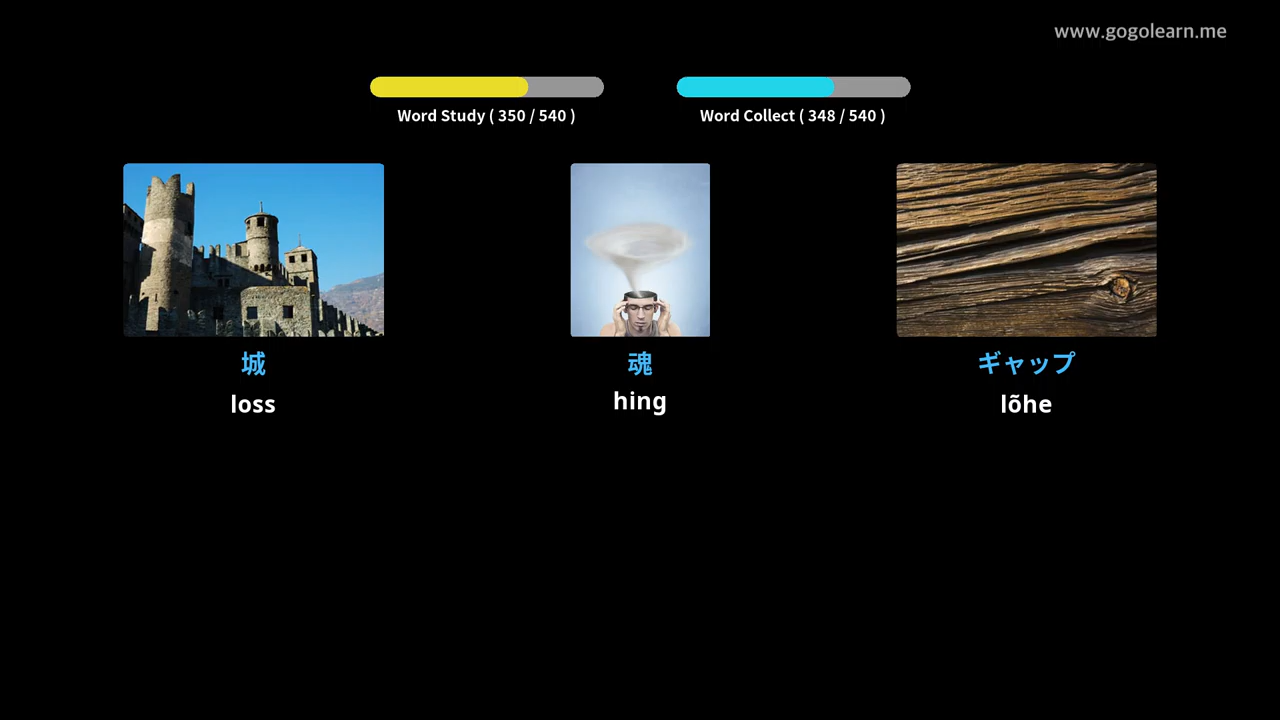 www.gogolearn.me
Word Study ( 350 / 540 )
Word Collect ( 348 / 540 )
城
loss
魂
hing
ギャップ
lõhe